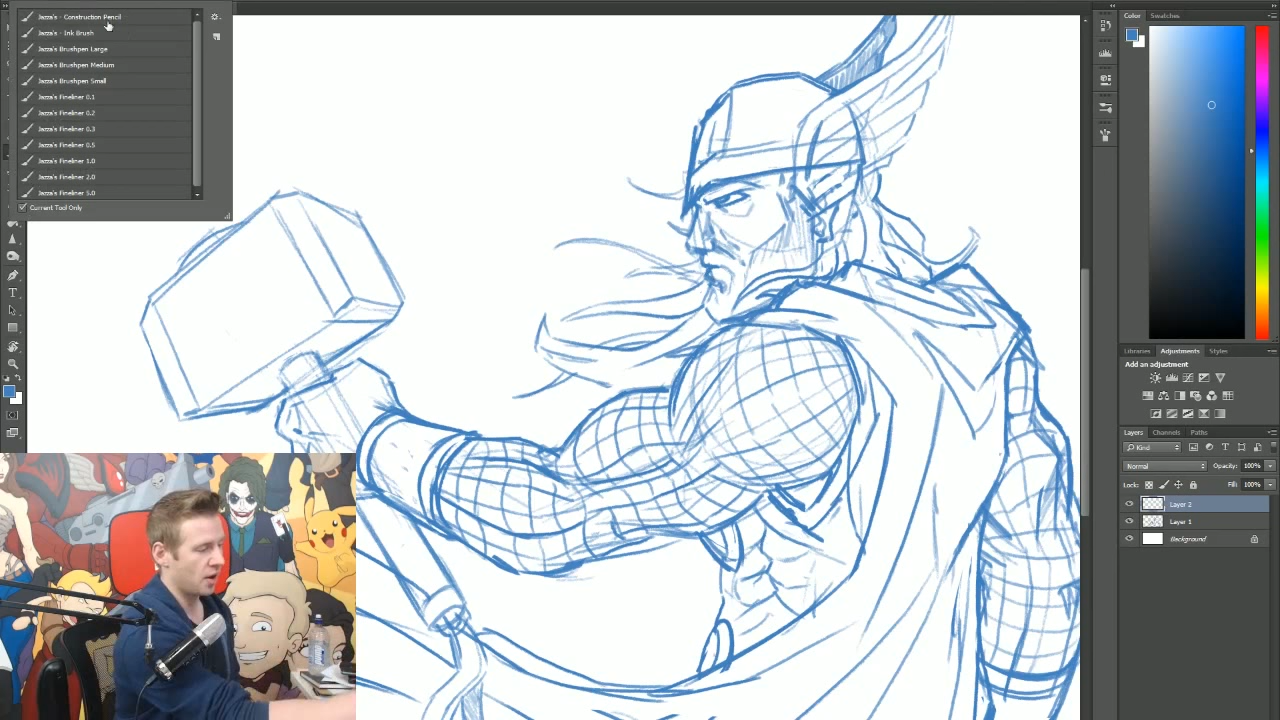 Jazza's - Construction Pencil
Jazza's - Ink Brush
Jazza's Brushpen Large
Jazza's Brushpen Medium
Jazza's Brushpen Small
Jazza's Fineliner 0.1
Jazza's Fineliner 0.2
Jazza's Fineliner 0.3
Jazza's Fineliner 0.5
Jazza's Fineliner 1.0
Jazza's Fineliner 2.0
Jazza's Fineliner 5.0
Current Tool Only
Color Swatches
Libraries Adjustments Styles
Add an adjustment
Layers Channels Paths
Kind
Normal Opacity: 100%
Lock: Fill: 100%
Layer 2
Layer 1
Background